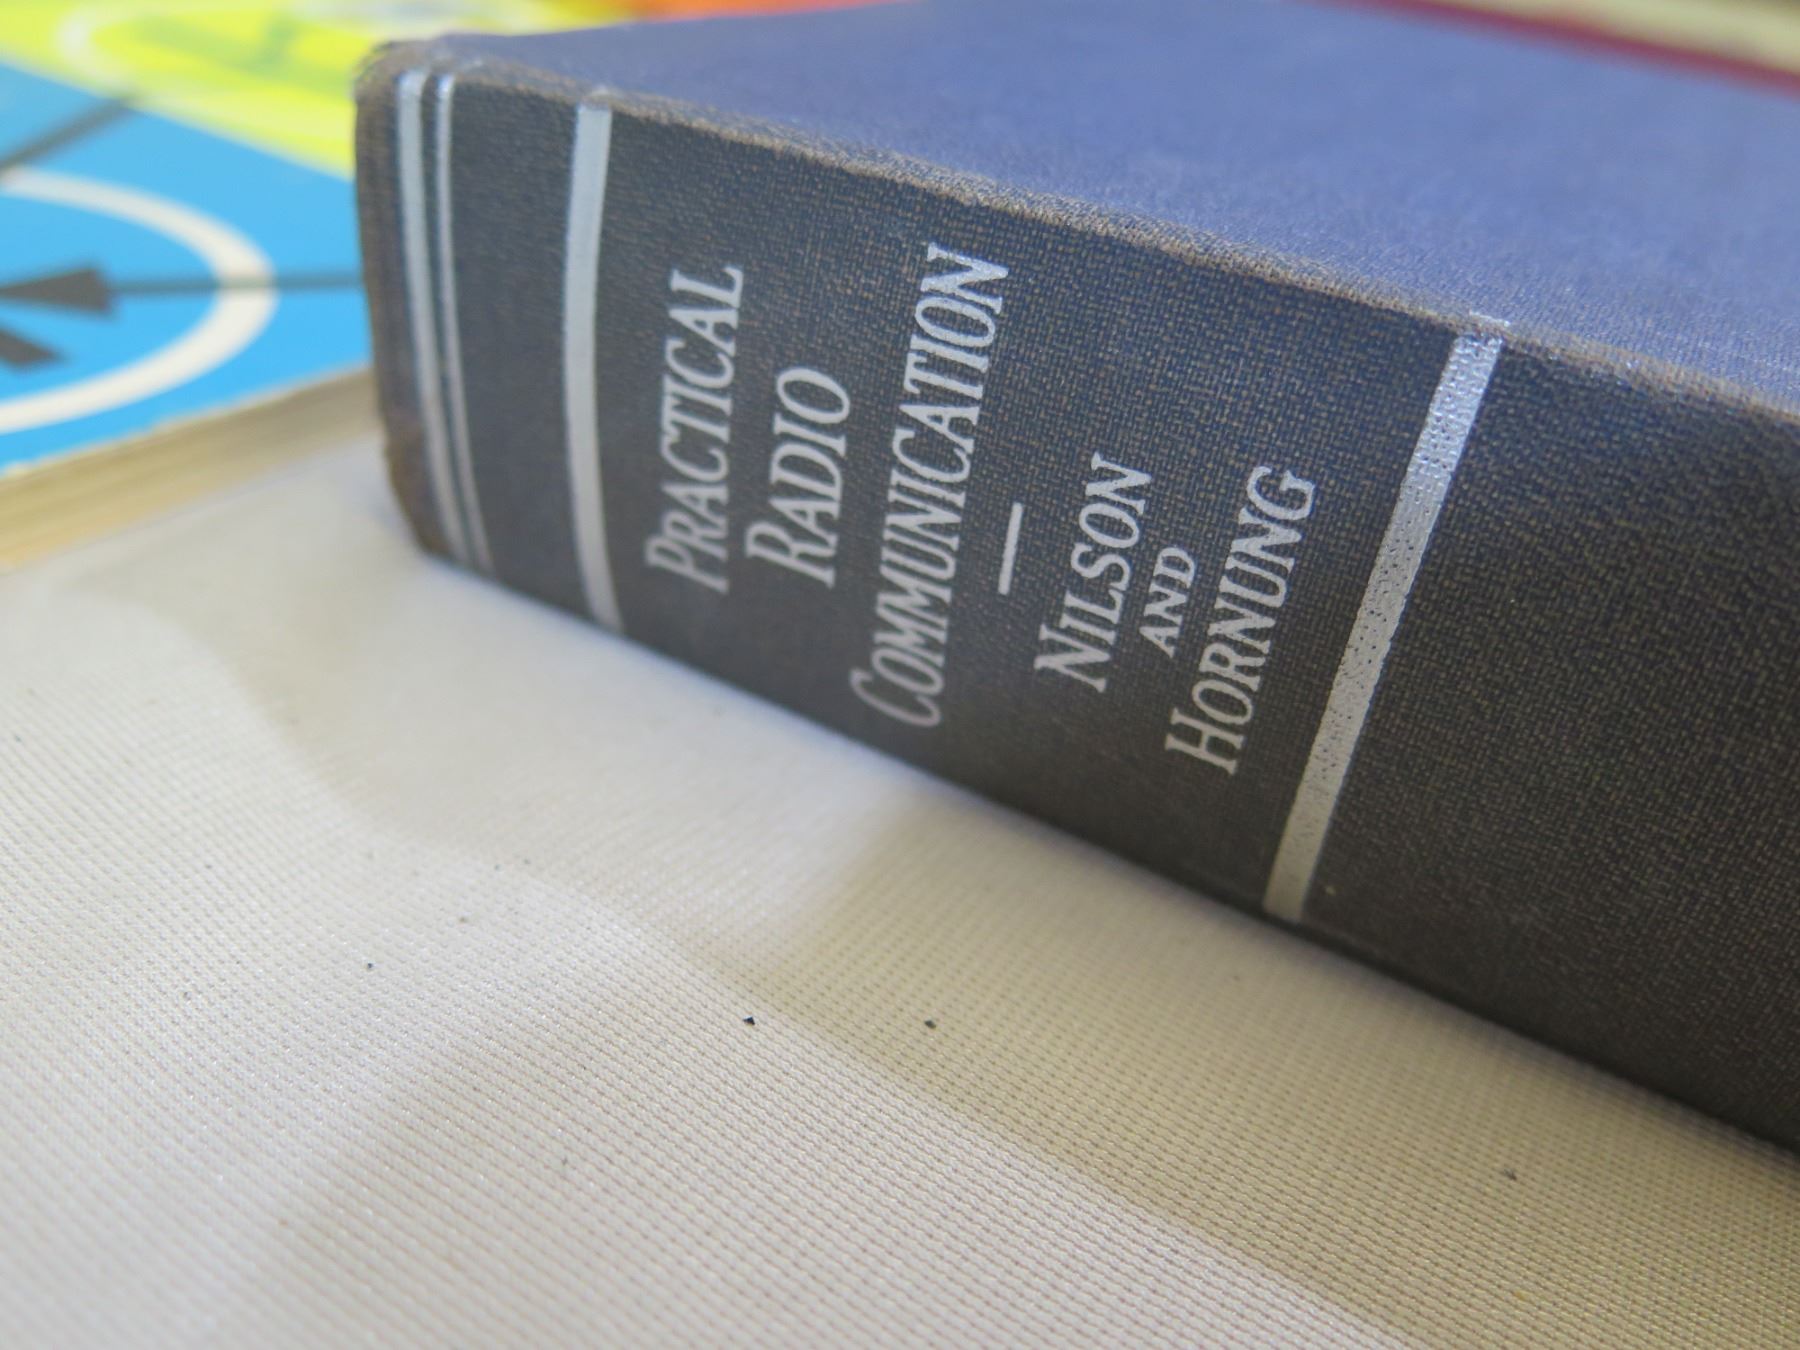 PRACTICAL
RADIO
COMMUNICATION
NILSON
AND
HORNUNG